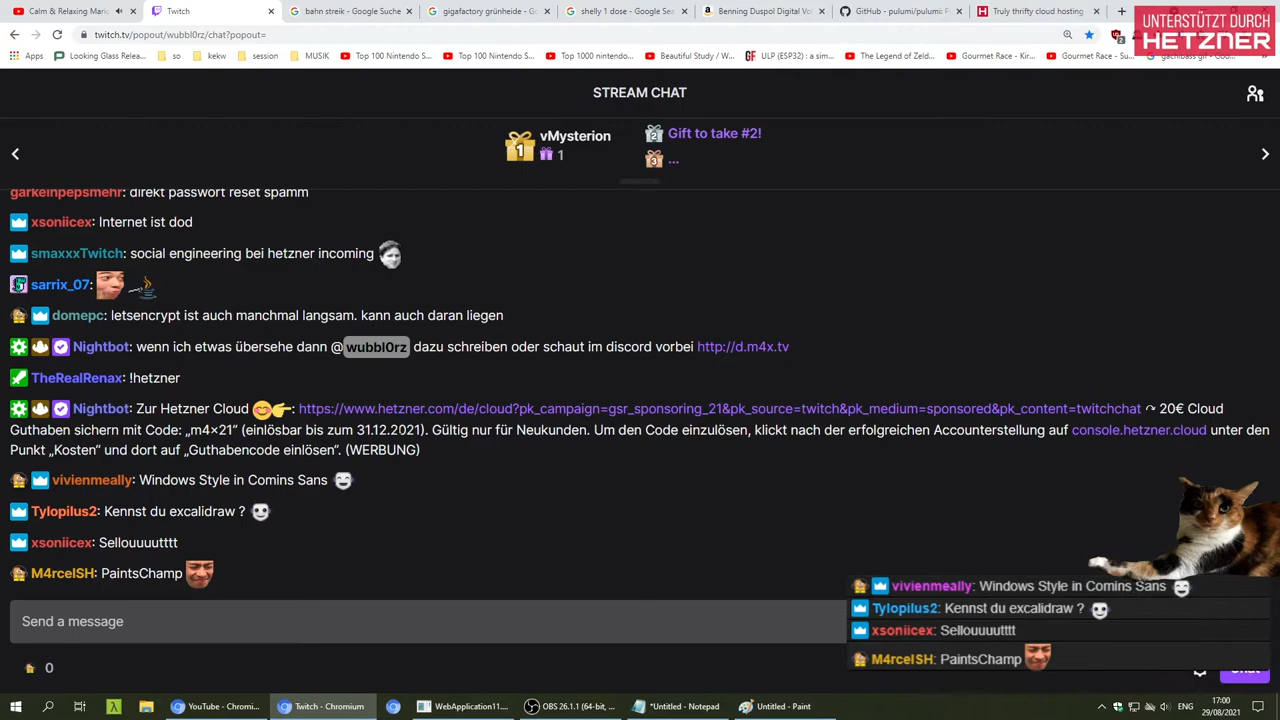 Calm & Relaxing Mari
Twitch
bahn streik - Google Suche
gigafactory grünheide - Goo
shelly 1 dose - Google Sea
Benning Duspol Digital Vol
GitHub - pulumi/pulumi: P
Truly thrifty cloud hosting
UNTERSTÜTZT DURCH
HETZNER
twitch.tv/popout/wubbl0rz/chat?popout=
Apps
Looking Glass Relea...
so
kekw
session
MUSIK
Top 100 Nintendo S...
Top 100 Nintendo S...
Top 1000 nintendo...
Beautiful Study / W...
ULP (ESP32) : a sim...
The Legend of Zeld...
Gourmet Race - Kir...
Gourmet Race - Su...
STREAM CHAT
1
vMysterion
1
2
Gift to take #2!
3
...
garkeinpepsmehr: direkt passwort reset spamm
xsoniicex: Internet ist dod
smaxxxTwitch: social engineering bei hetzner incoming
sarrix_07:
domepc: letsencrypt ist auch manchmal langsam. kann auch daran liegen
Nightbot: wenn ich etwas übersehe dann @wubbl0rz dazu schreiben oder schaut im discord vorbei http://d.m4x.tv
TheRealRenax: !hetzner
Nightbot: Zur Hetzner Cloud 😊👉: https://www.hetzner.com/de/cloud?pk_campaign=gsr_sponsoring_21&pk_source=twitch&pk_medium=sponsored&pk_content=twitchchat ↷ 20€ Cloud
Guthaben sichern mit Code: „m4×21” (einlösbar bis zum 31.12.2021). Gültig nur für Neukunden. Um den Code einzulösen, klickt nach der erfolgreichen Accounterstellung auf console.hetzner.cloud unter den
Punkt „Kosten” und dort auf „Guthabencode einlösen”. (WERBUNG)
vivienmeally: Windows Style in Comins Sans
Tylopilus2: Kennst du excalidraw ?
xsoniicex: Sellouuuutttt
M4rcelSH: PaintsChamp
vivienmeally: Windows Style in Comins Sans
Tylopilus2: Kennst du excalidraw ?
xsoniicex: Sellouuuutttt
M4rcelSH: PaintsChamp
Send a message
0
Chat
YouTube - Chromi...
Twitch - Chromium
WebApplication11...
OBS 26.1.1 (64-bit, ...
*Untitled - Notepad
Untitled - Paint
ENG
17:00
29/08/2021